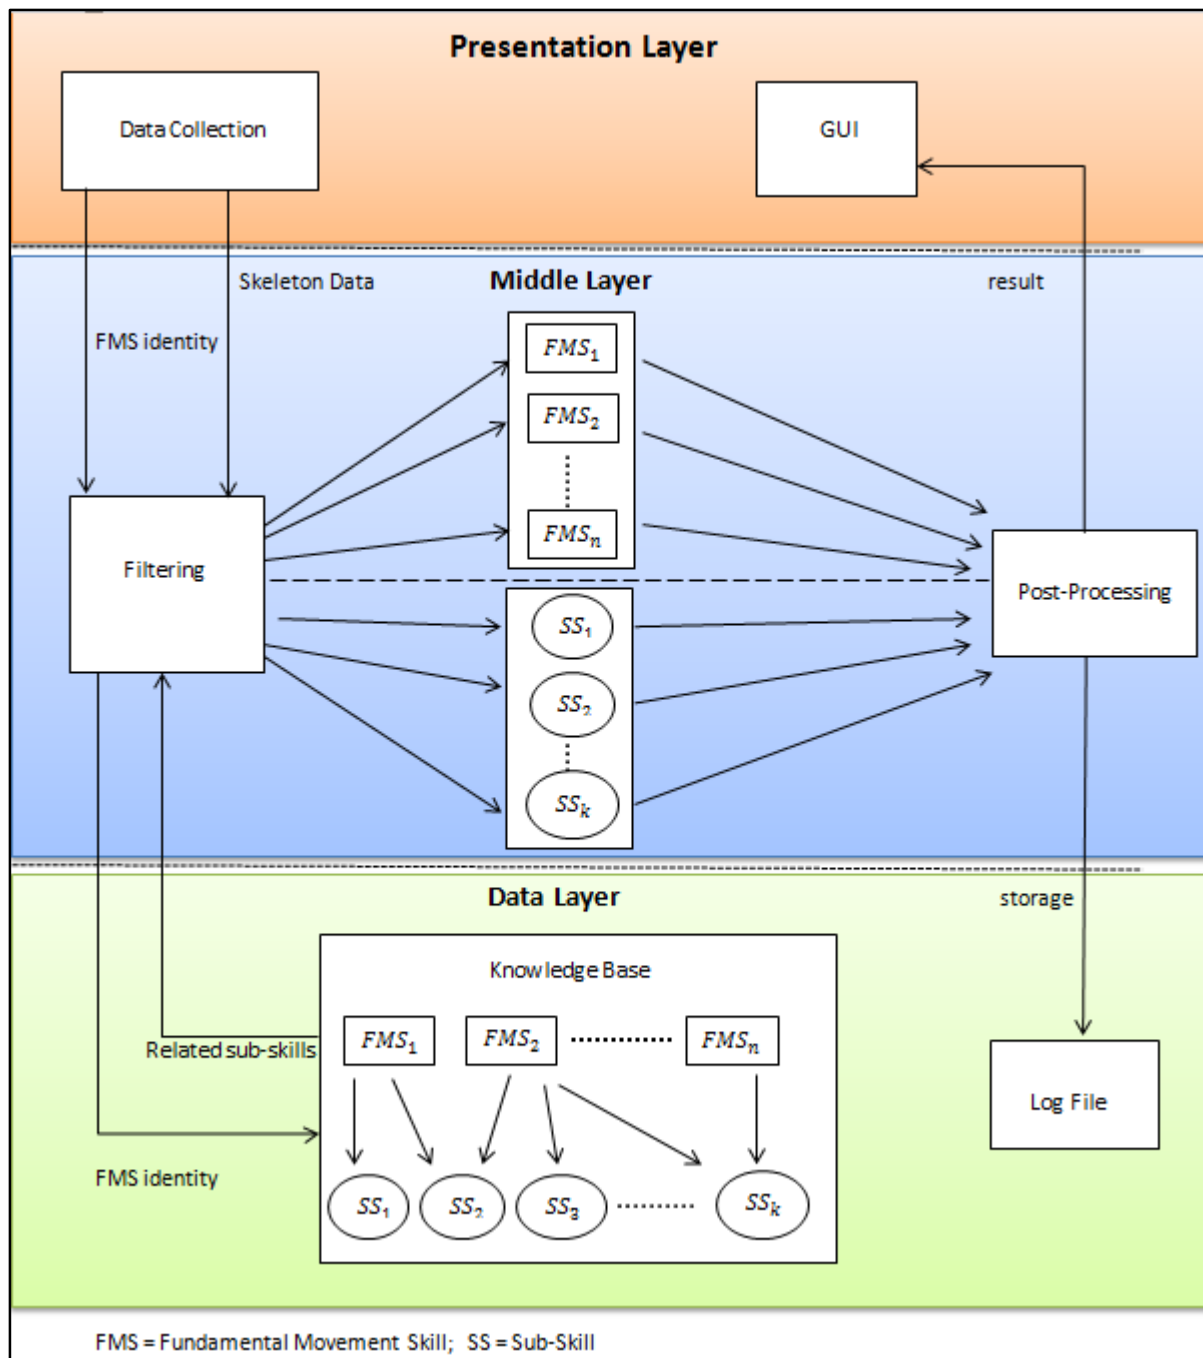 Presentation Layer
Data Collection
GUI
Skeleton Data
Middle Layer
result
FMS identity
FMS₁
FMS₂
FMSₙ
Filtering
Post-Processing
SS₁
SS₂
SSₖ
Data Layer
storage
Knowledge Base
Related sub-skills
FMS₁ FMS₂ FMSₙ
Log File
FMS identity
SS₁ SS₂ SS₃ SSₖ
FMS = Fundamental Movement Skill; SS = Sub-Skill